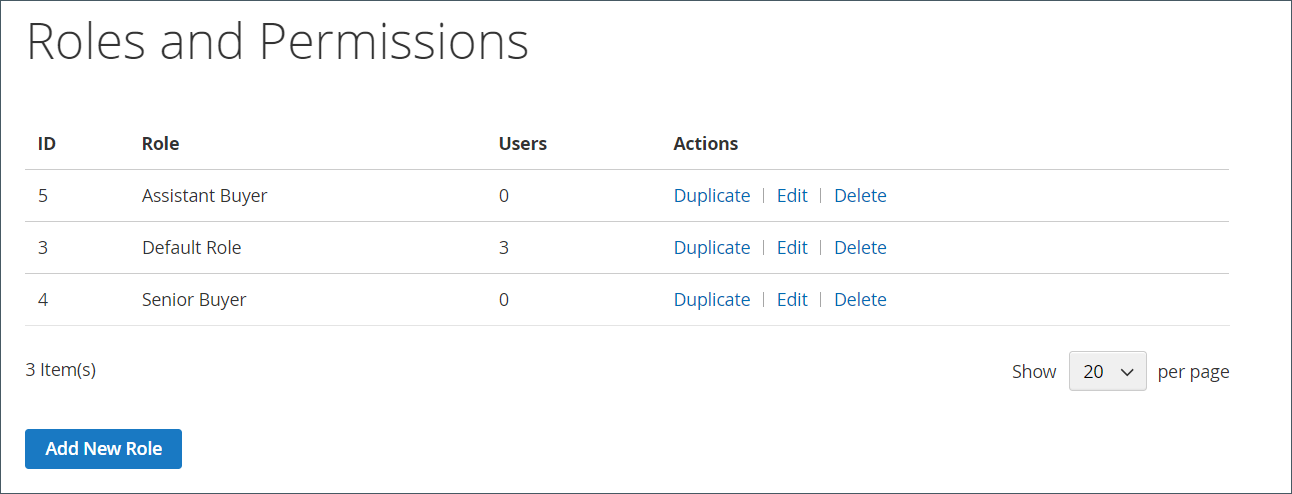 Roles and Permissions
ID Role Users Actions
5 Assistant Buyer 0 Duplicate | Edit | Delete
3 Default Role 3 Duplicate | Edit | Delete
4 Senior Buyer 0 Duplicate | Edit | Delete
3 Item(s) Show 20 per page
Add New Role